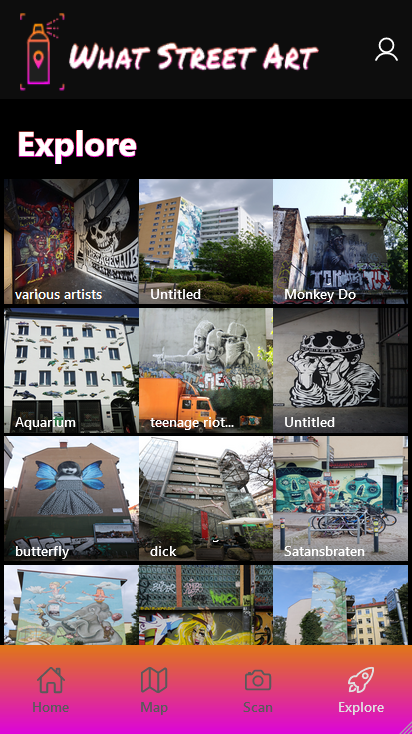 WHAT STREET ART
Explore
various artists
Untitled
Monkey Do
Aquarium
teenage riot...
Untitled
butterfly
dick
Satansbraten
Home
Map
Scan
Explore